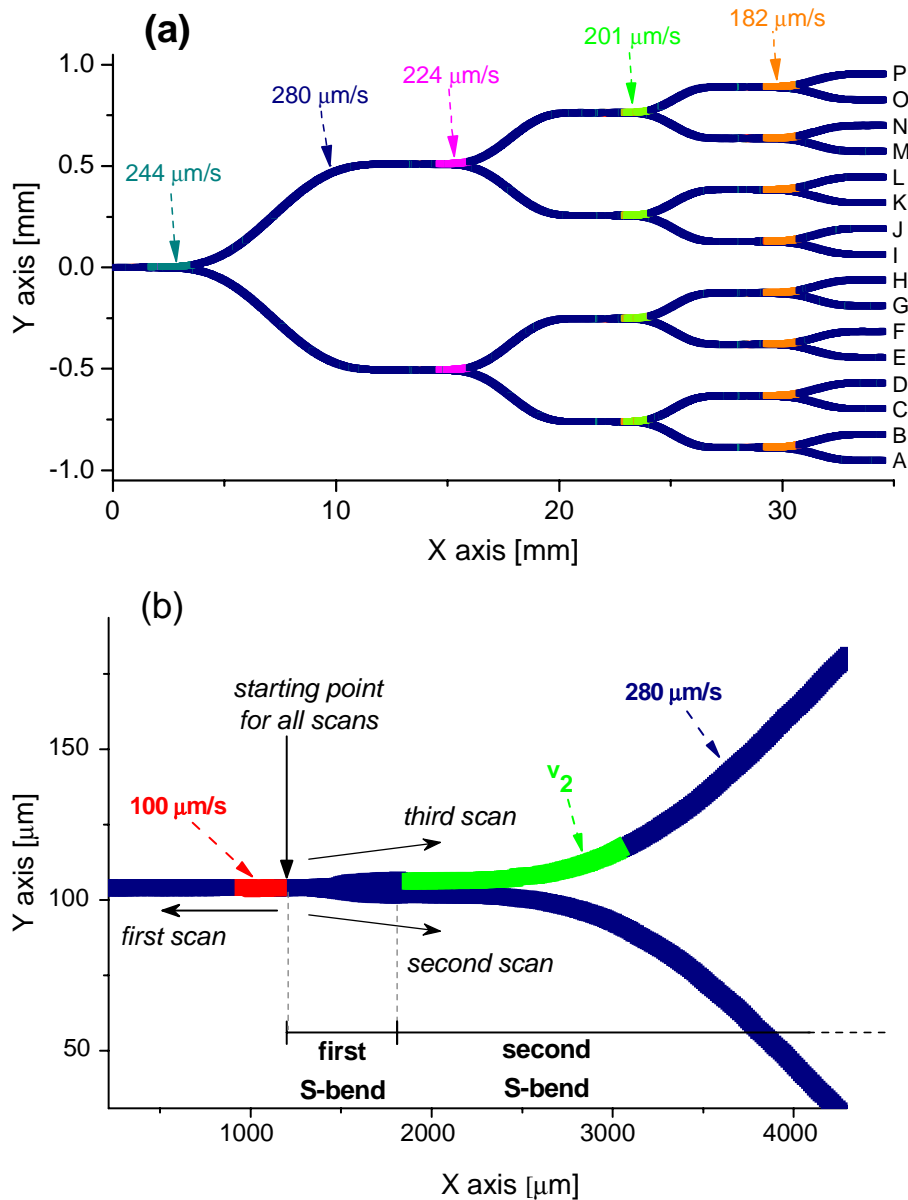 (a)
244 μm/s
280 μm/s
224 μm/s
201 μm/s
182 μm/s
1.0
0.5
0.0
-0.5
-1.0
Y axis [mm]
0
10
20
30
X axis [mm]
P
O
N
M
L
K
J
I
H
G
F
E
D
C
B
A
(b)
starting point
for all scans
280 μm/s
v2
100 μm/s
third scan
first scan
second scan
first
S-bend
second
S-bend
150
100
50
Y axis [μm]
1000
2000
3000
4000
X axis [μm]